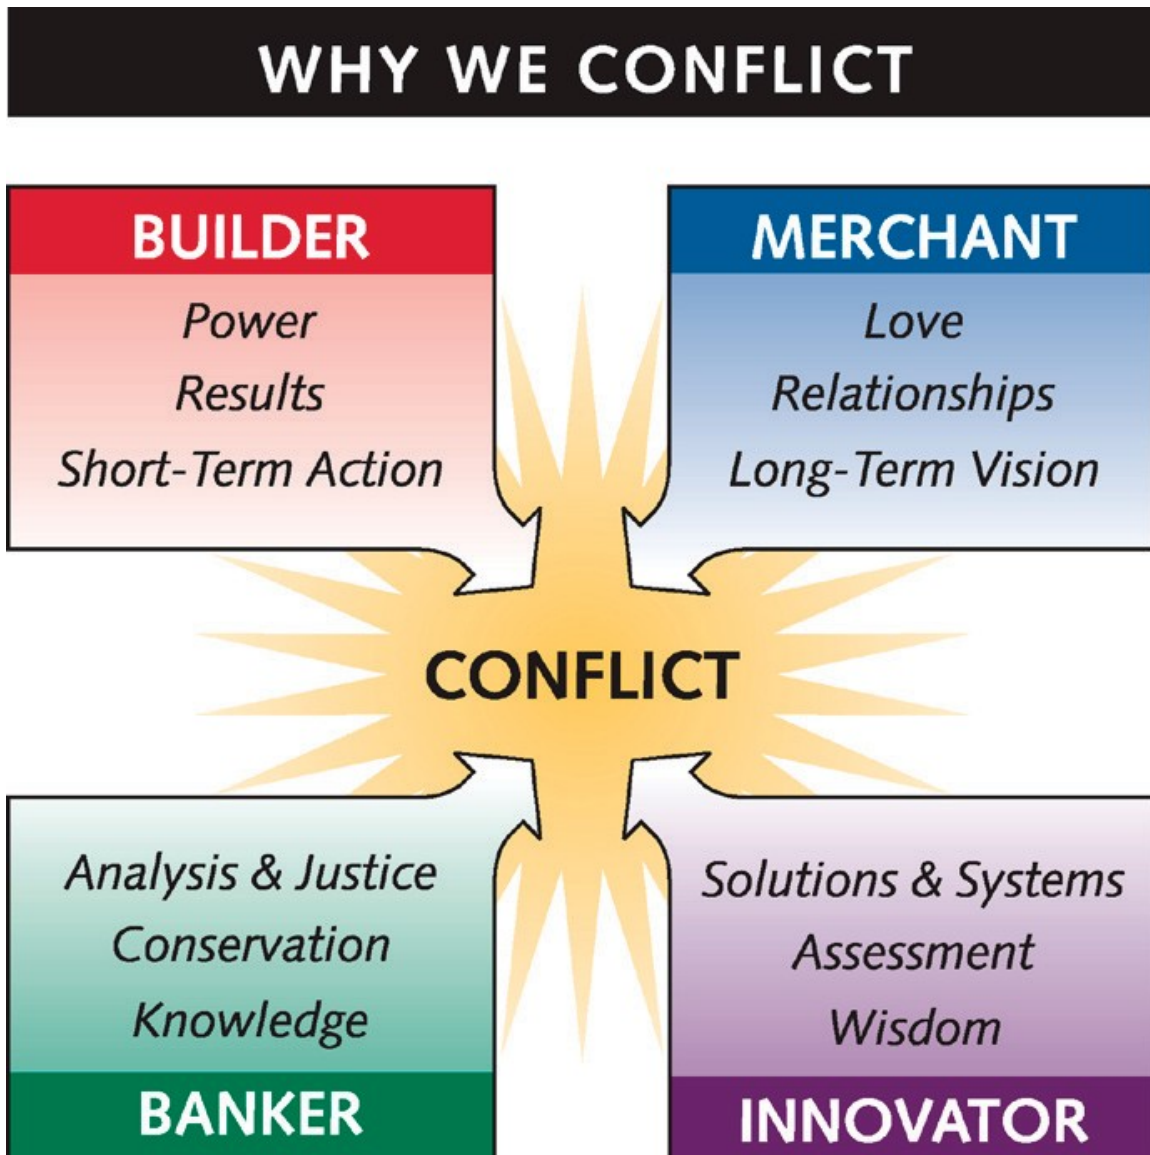 WHY WE CONFLICT
BUILDER
Power
Results
Short-Term Action
MERCHANT
Love
Relationships
Long-Term Vision
CONFLICT
Analysis & Justice
Conservation
Knowledge
BANKER
Solutions & Systems
Assessment
Wisdom
INNOVATOR